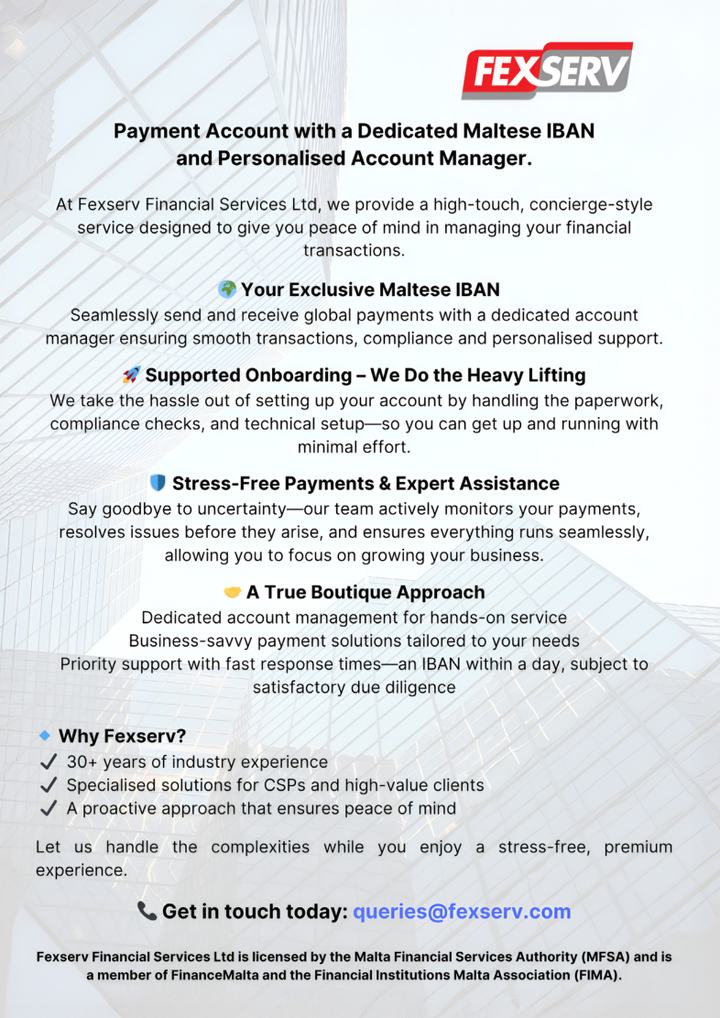 FEXSERV
Payment Account with a Dedicated Maltese IBAN
and Personalised Account Manager.
At Fexserv Financial Services Ltd, we provide a high-touch, concierge-style
service designed to give you peace of mind in managing your financial
transactions.
🌍 Your Exclusive Maltese IBAN
Seamlessly send and receive global payments with a dedicated account
manager ensuring smooth transactions, compliance and personalised support.
🚀 Supported Onboarding – We Do the Heavy Lifting
We take the hassle out of setting up your account by handling the paperwork,
compliance checks, and technical setup—so you can get up and running with
minimal effort.
🛡️ Stress-Free Payments & Expert Assistance
Say goodbye to uncertainty—our team actively monitors your payments,
resolves issues before they arise, and ensures everything runs seamlessly,
allowing you to focus on growing your business.
🤝 A True Boutique Approach
Dedicated account management for hands-on service
Business-savvy payment solutions tailored to your needs
Priority support with fast response times—an IBAN within a day, subject to
satisfactory due diligence
🔹 Why Fexserv?
✓ 30+ years of industry experience
✓ Specialised solutions for CSPs and high-value clients
✓ A proactive approach that ensures peace of mind
Let us handle the complexities while you enjoy a stress-free, premium
experience.
📞 Get in touch today: queries@fexserv.com
Fexserv Financial Services Ltd is licensed by the Malta Financial Services Authority (MFSA) and is
a member of FinanceMalta and the Financial Institutions Malta Association (FIMA).